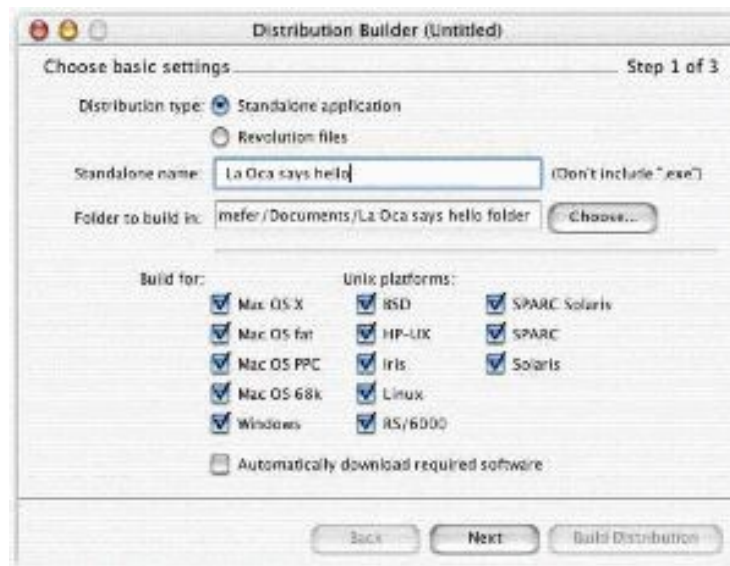 Distribution Builder (Untitled)
Choose basic settings Step 1 of 3
Distribution type: Standalone application
Revolution files
Standalone name: La Oca says hello (Don't include ".exe")
Folder to build in: mefer/Documents/La Oca says hello folder Choose...
Build for: Unix platforms:
Mac OS X BSD SPARC Solaris
Mac OS fat HP-UX SPARC
Mac OS PPC Iris Solaris
Mac OS 68k Linux
Windows RS/6000
Automatically download required software
Back Next Build Distribution